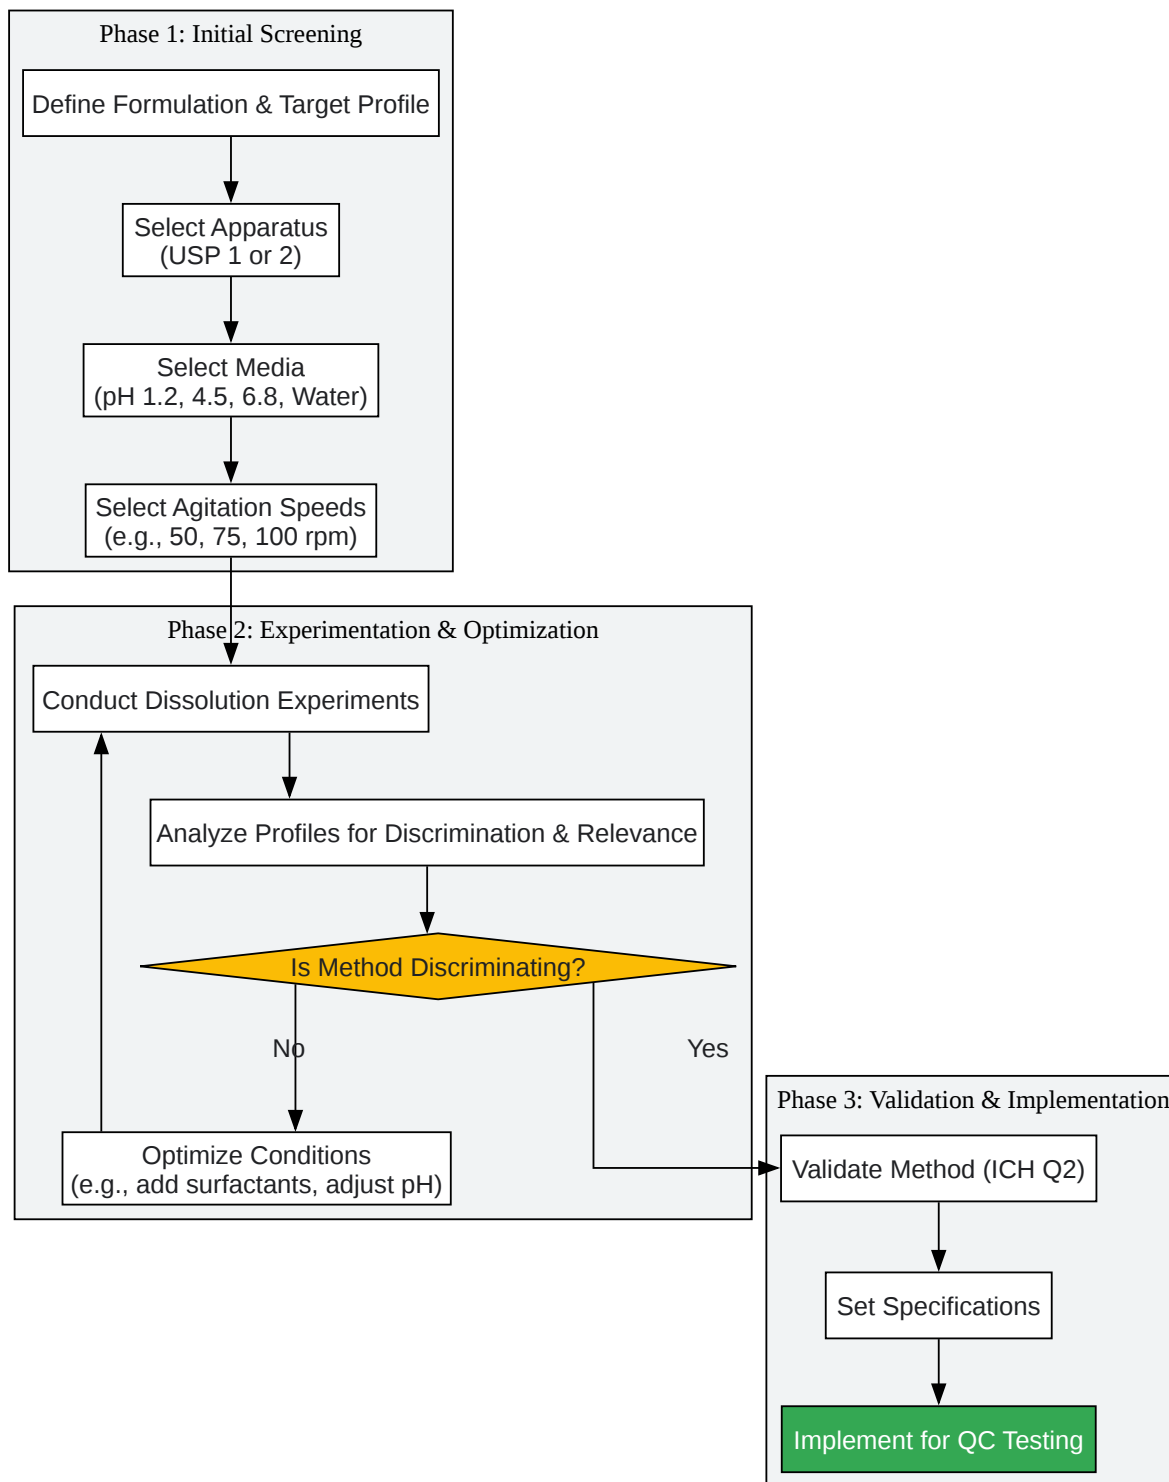 Phase 1: Initial Screening
Define Formulation & Target Profile
Select Apparatus
(USP 1 or 2)
Select Media
(pH 1.2, 4.5, 6.8, Water)
Select Agitation Speeds
(e.g., 50, 75, 100 rpm)
Phase 2: Experimentation & Optimization
Conduct Dissolution Experiments
Analyze Profiles for Discrimination & Relevance
Is Method Discriminating?
No
Yes
Optimize Conditions
(e.g., add surfactants, adjust pH)
Phase 3: Validation & Implementation
Validate Method (ICH Q2)
Set Specifications
Implement for QC Testing